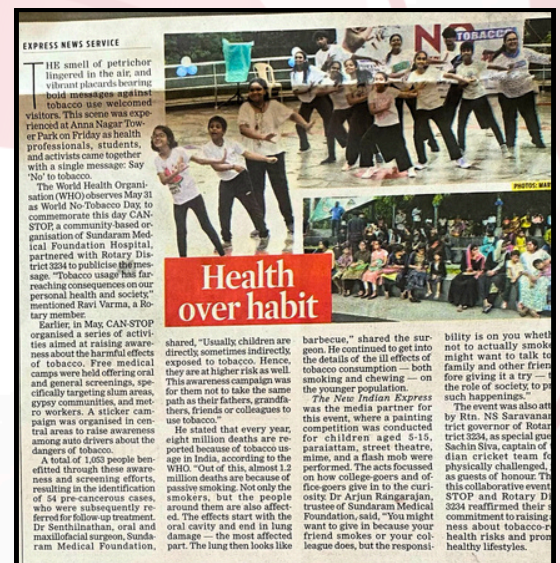 EXPRESS NEWS SERVICE
NO
TOBACCO
PHOTOS:
Health
over habit
THE smell of petrichor
lingered in the air, and
vibrant placards bearing
bold messages against
tobacco use welcomed
visitors. This scene was expe-
rienced at Anna Nagar Tow-
er Park on Friday as health
professionals, students,
and activists came together
with a single message: Say
'No' to tobacco.
The World Health Organi-
sation (WHO) observes May 31
as World No-Tobacco Day, to
commemorate this day CAN-
STOP, a community-based or-
ganisation of Sundaram Med-
ical Foundation Hospital,
partnered with Rotary Dis-
trict 3234 to publicise the mes-
sage. "Tobacco usage has far-
reaching consequences on our
personal health and society,"
mentioned Ravi Varma, a Ro-
tary member.
Earlier, in May, CAN-STOP
organised a series of activi-
ties aimed at raising aware-
ness about the harmful effects
of tobacco. Free medical
camps were held offering oral
and general screenings, spe-
cifically targeting slum areas,
gypsy communities, and met-
ro workers. A sticker cam-
paign was organised in cen-
tral areas to raise awareness
among auto drivers about the
dangers of tobacco.
A total of 1,053 people ben-
efitted through these aware-
ness and screening efforts,
resulting in the identification
of 54 pre-cancerous cases,
who were subsequently re-
ferred for follow-up treatment.
Dr Senthilnathan, oral and
maxillofacial surgeon, Sunda-
ram Medical Foundation,
shared, "Usually, children are
directly, sometimes indirectly,
exposed to tobacco. Hence,
they are at higher risk as well.
This awareness campaign was
for them not to take the same
path as their fathers, grandfa-
thers, friends or colleagues to
use tobacco."
He stated that every year,
eight million deaths are re-
ported because of tobacco us-
age in India, according to the
WHO. "Out of this, almost 1.2
million deaths are because of
passive smoking. Not only the
smokers, but the people
around them are also affect-
ed. The effects start with the
oral cavity and end in lung
damage — the most affected
part. The lung then looks like
barbecue," shared the sur-
geon. He continued to get into
the details of the ill effects of
tobacco consumption — both
smoking and chewing — on
the younger population.
The New Indian Express
was the media partner for
this event, where a painting
competition was conducted
for children aged 5-15,
paraiattam, street theatre,
mime, and a flash mob were
performed. The acts focussed
on how college-goers and of-
fice-goers give in to the curi-
osity. Dr Arjun Rangarajan,
trustee of Sundaram Medical
Foundation, said, "You might
want to give in because your
friend smokes or your col-
league does, but the responsi-
bility is on you
not to actually
might want to talk
family and other
fore giving it a try —
the role of society, to
such happenings."
The event was also
by Rtn. NS
trict governor of
trict 3234, as special
Sachin Siva, captain of
dian cricket team
physically challenged,
as guests of honour.
this collaborative
STOP and Rotary
3234 reaffirmed their
commitment to raising
ness about
health risks and
healthy lifestyles.